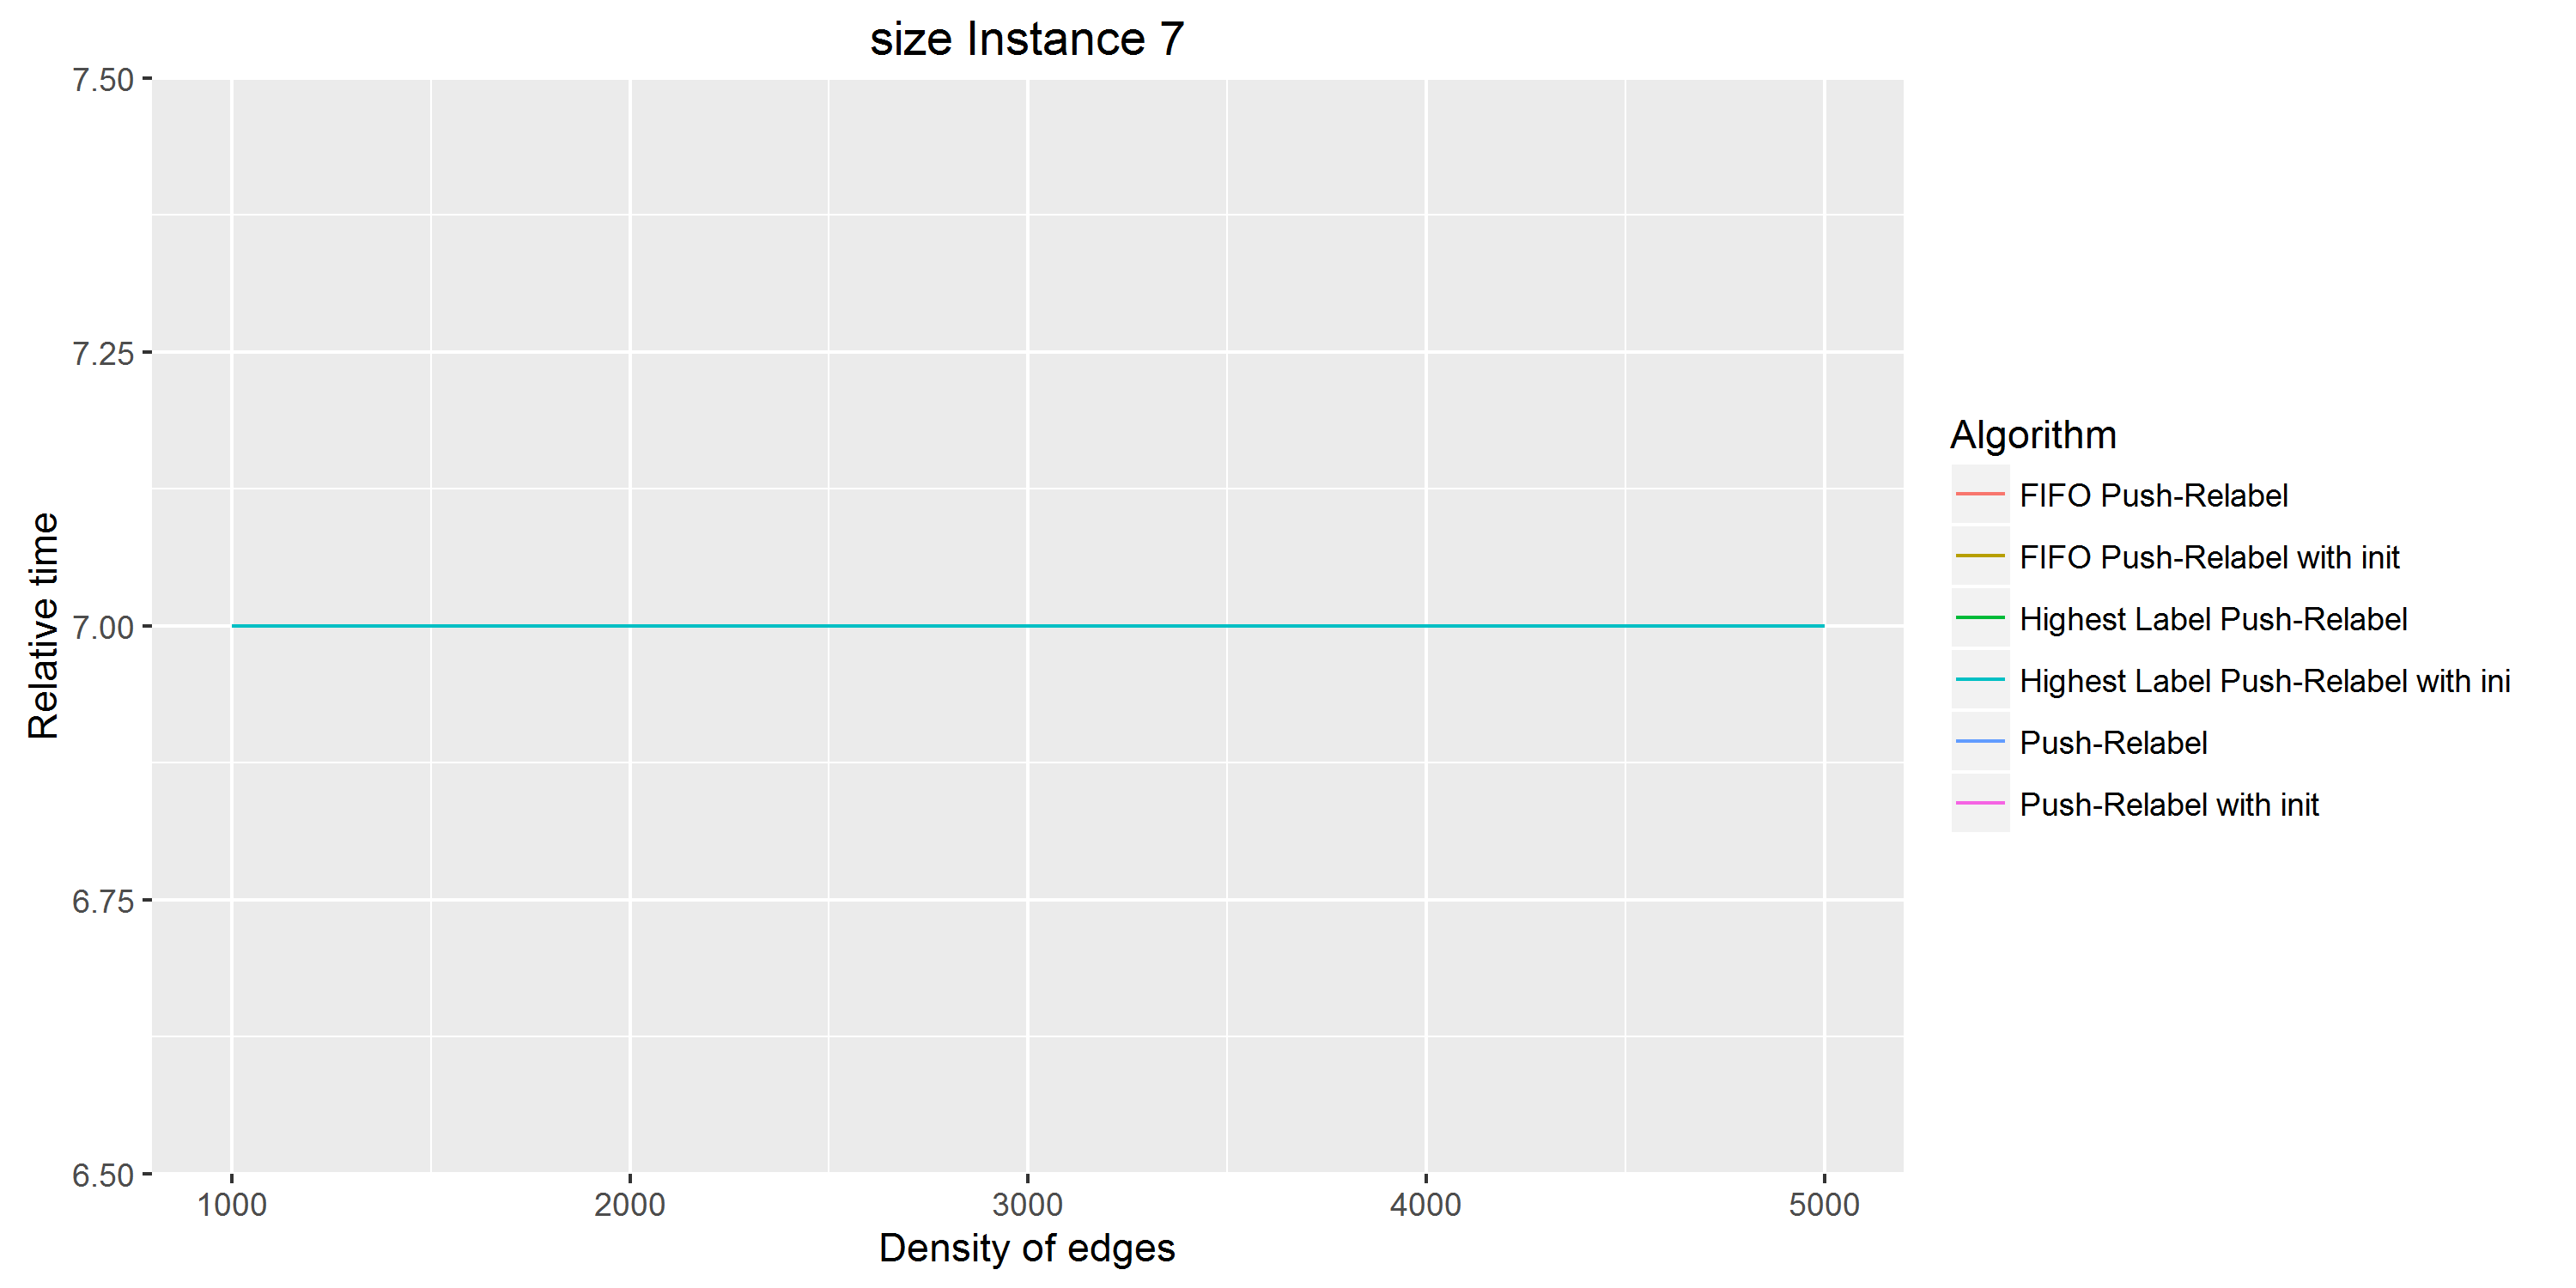 size Instance 7
7.50
7.25
7.00
6.75
6.50
Relative time
1000 2000 3000 4000 5000
Density of edges
Algorithm
FIFO Push-Relabel
FIFO Push-Relabel with init
Highest Label Push-Relabel
Highest Label Push-Relabel with ini
Push-Relabel
Push-Relabel with init